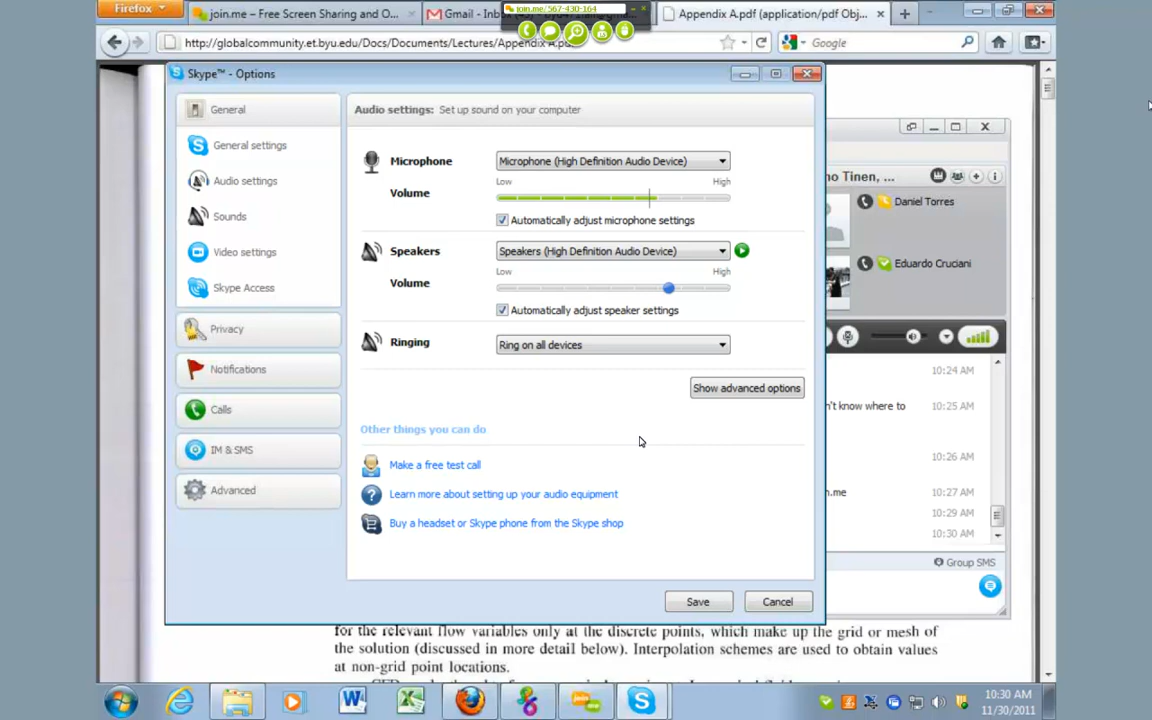 Firefox
join.me – Free Screen Sharing and O...
Gmail - Inbox
join.me/567-430-164
Appendix A.pdf (application/pdf Obj...
http://globalcommunity.et.byu.edu/Docs/Documents/Lectures/Appendix A.pdf
Google
Skype™ - Options
General
General settings
Audio settings
Sounds
Video settings
Skype Access
Privacy
Notifications
Calls
IM & SMS
Advanced
Audio settings: Set up sound on your computer
Microphone
Microphone (High Definition Audio Device)
Low High
Volume
Automatically adjust microphone settings
Speakers
Speakers (High Definition Audio Device)
Low High
Volume
Automatically adjust speaker settings
Ringing
Ring on all devices
Show advanced options
Other things you can do
Make a free test call
Learn more about setting up your audio equipment
Buy a headset or Skype phone from the Skype shop
Save
Cancel
no Tinen, ...
Daniel Torres
Eduardo Cruciani
10:24 AM
n't know where to 10:25 AM
10:26 AM
n.me 10:27 AM
10:29 AM
10:30 AM
Group SMS
for the relevant flow variables only at the discrete points, which make up the grid or mesh of
the solution (discussed in more detail below). Interpolation schemes are used to obtain values
at non-grid point locations.
10:30 AM
11/30/2011